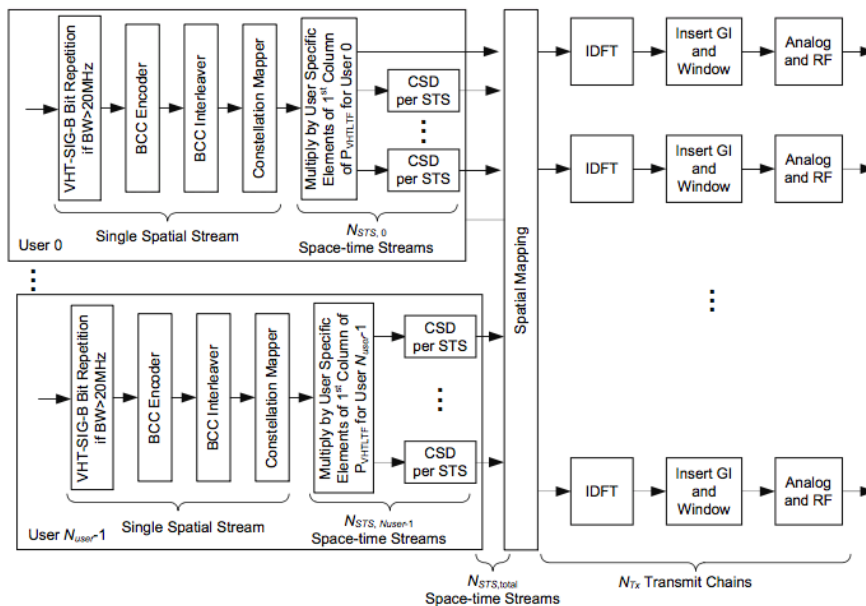 VHT-SIG-B Bit Repetition
if BW>20MHz
BCC Encoder
BCC Interleaver
Constellation Mapper
Multiply by User Specific
Elements of 1st Column
of PVHTLTF for User 0
CSD
per STS
CSD
per STS
Single Spatial Stream
NSTS, 0
Space-time Streams
User 0
VHT-SIG-B Bit Repetition
if BW>20MHz
BCC Encoder
BCC Interleaver
Constellation Mapper
Multiply by User Specific
Elements of 1st Column of
PVHTLTF for User Nuser-1
CSD
per STS
CSD
per STS
Single Spatial Stream
NSTS, Nuser-1
Space-time Streams
User Nuser-1
Spatial Mapping
NSTS,total
Space-time Streams
IDFT
Insert GI
and
Window
Analog
and RF
IDFT
Insert GI
and
Window
Analog
and RF
IDFT
Insert GI
and
Window
Analog
and RF
NTx Transmit Chains